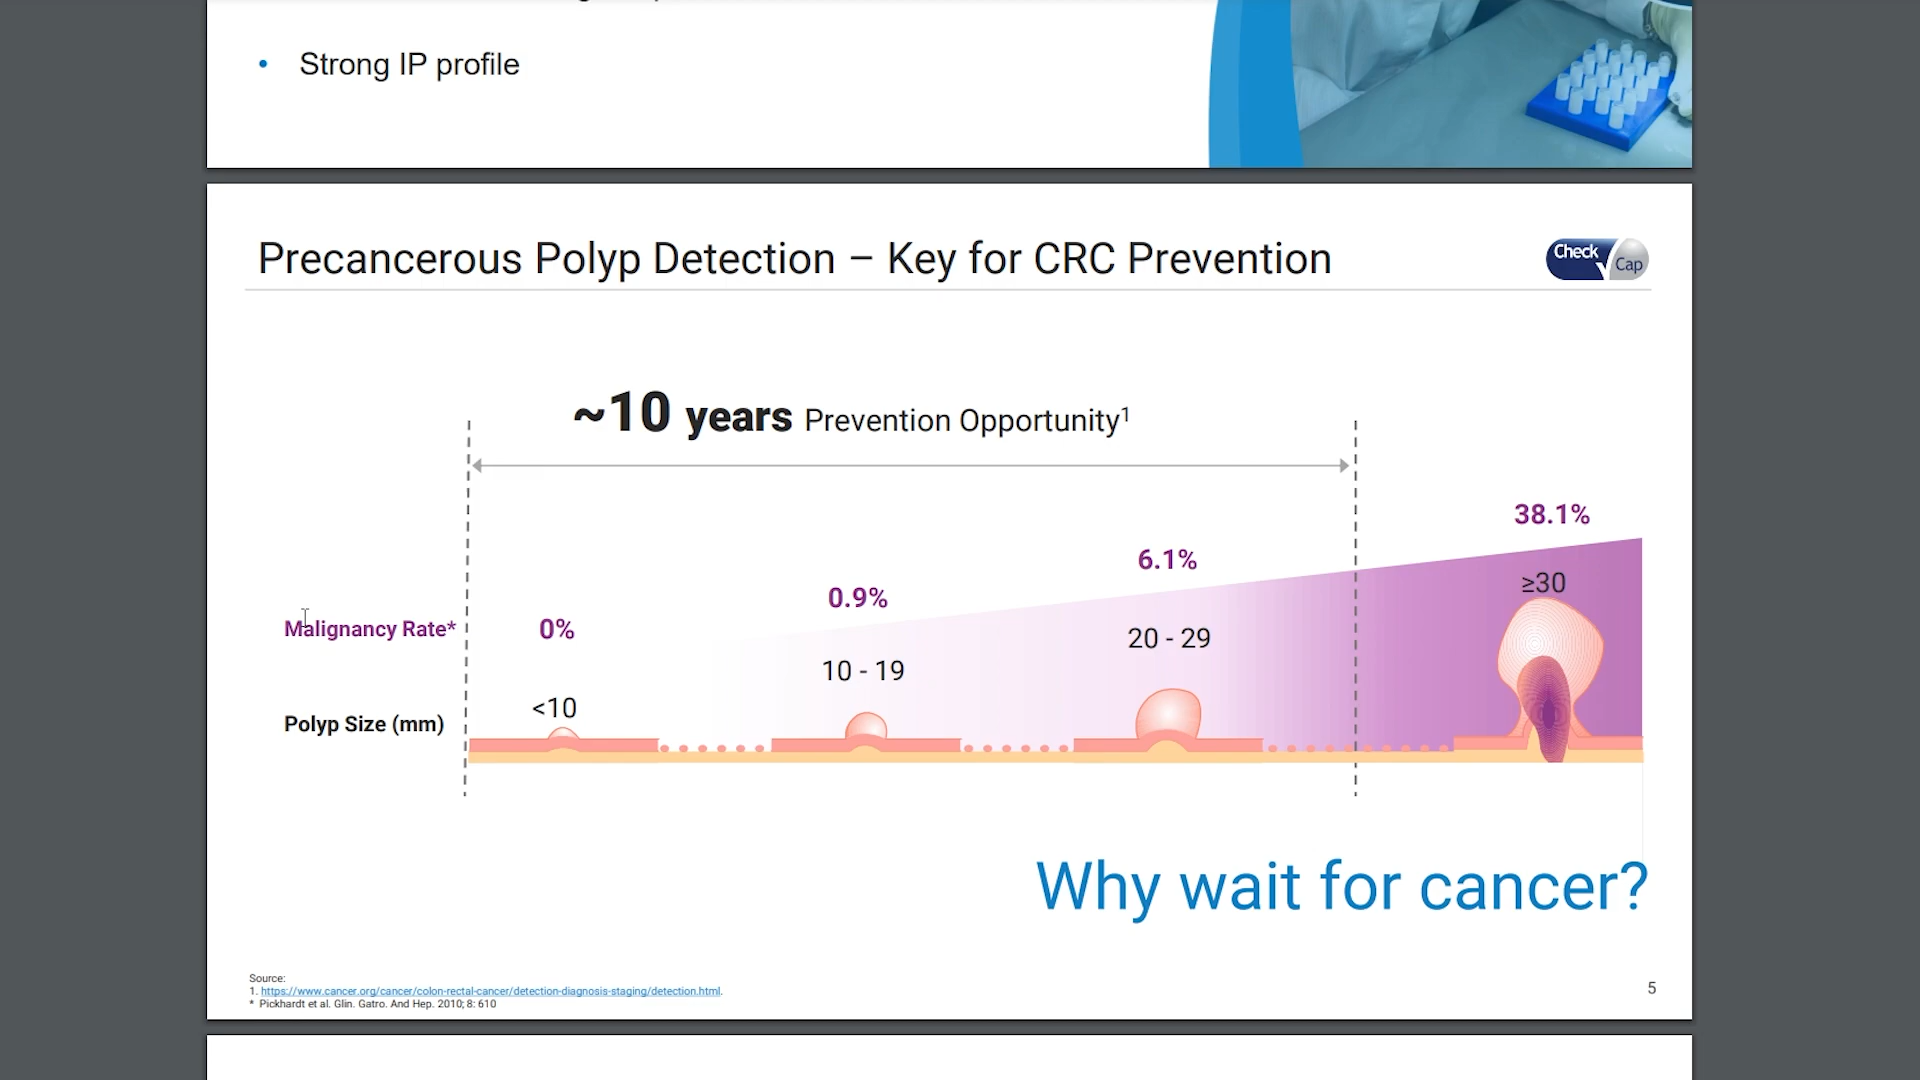 • Strong IP profile
Precancerous Polyp Detection – Key for CRC Prevention
Check Cap
~10 years Prevention Opportunity¹
38.1%
6.1%
0.9%
≥30
Malignancy Rate* 0%
20 - 29
10 - 19
<10
Polyp Size (mm)
Why wait for cancer?
Source:
1. https://www.cancer.org/cancer/colon-rectal-cancer/detection-diagnosis-staging/detection.html.
* Pickhardt et al. Glin. Gatro. And Hep. 2010; 8: 610
5